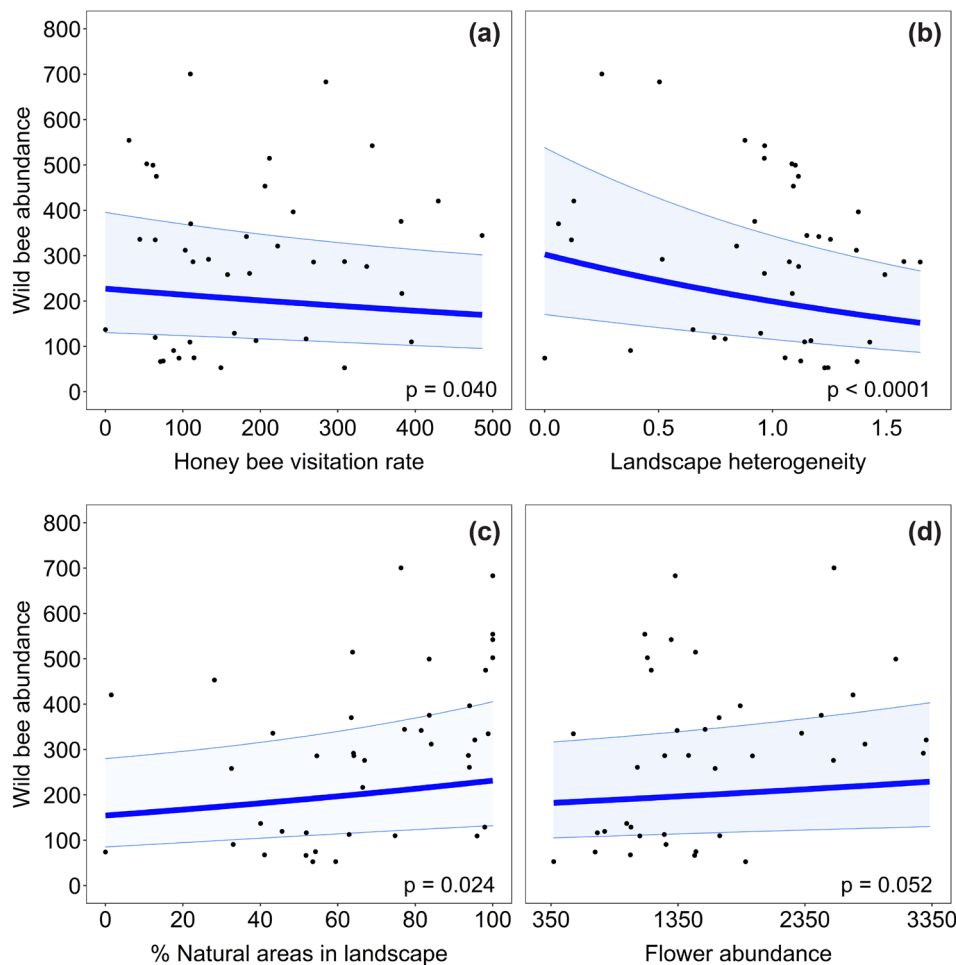 (a)
(b)
Wild bee abundance
800
700
600
500
400
300
200
100
0
p = 0.040
p < 0.0001
0 100 200 300 400 500
0.0 0.5 1.0 1.5
Honey bee visitation rate
Landscape heterogeneity
(c)
(d)
Wild bee abundance
800
700
600
500
400
300
200
100
0
p = 0.024
p = 0.052
0 20 40 60 80 100
350 1350 2350 3350
% Natural areas in landscape
Flower abundance